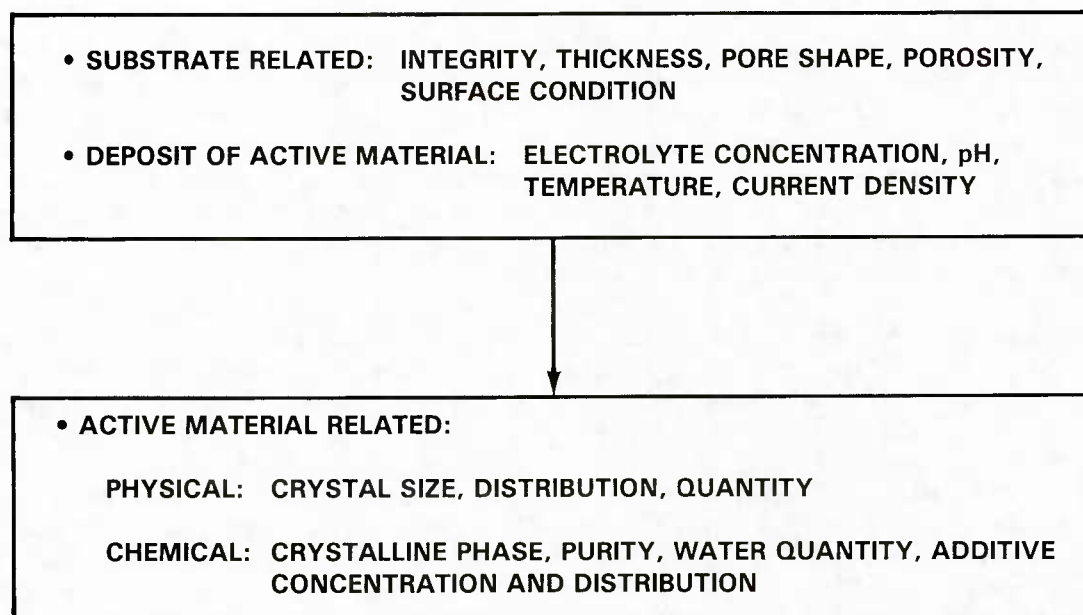 • SUBSTRATE RELATED: INTEGRITY, THICKNESS, PORE SHAPE, POROSITY,
SURFACE CONDITION
• DEPOSIT OF ACTIVE MATERIAL: ELECTROLYTE CONCENTRATION, pH,
TEMPERATURE, CURRENT DENSITY
• ACTIVE MATERIAL RELATED:
PHYSICAL: CRYSTAL SIZE, DISTRIBUTION, QUANTITY
CHEMICAL: CRYSTALLINE PHASE, PURITY, WATER QUANTITY, ADDITIVE
CONCENTRATION AND DISTRIBUTION